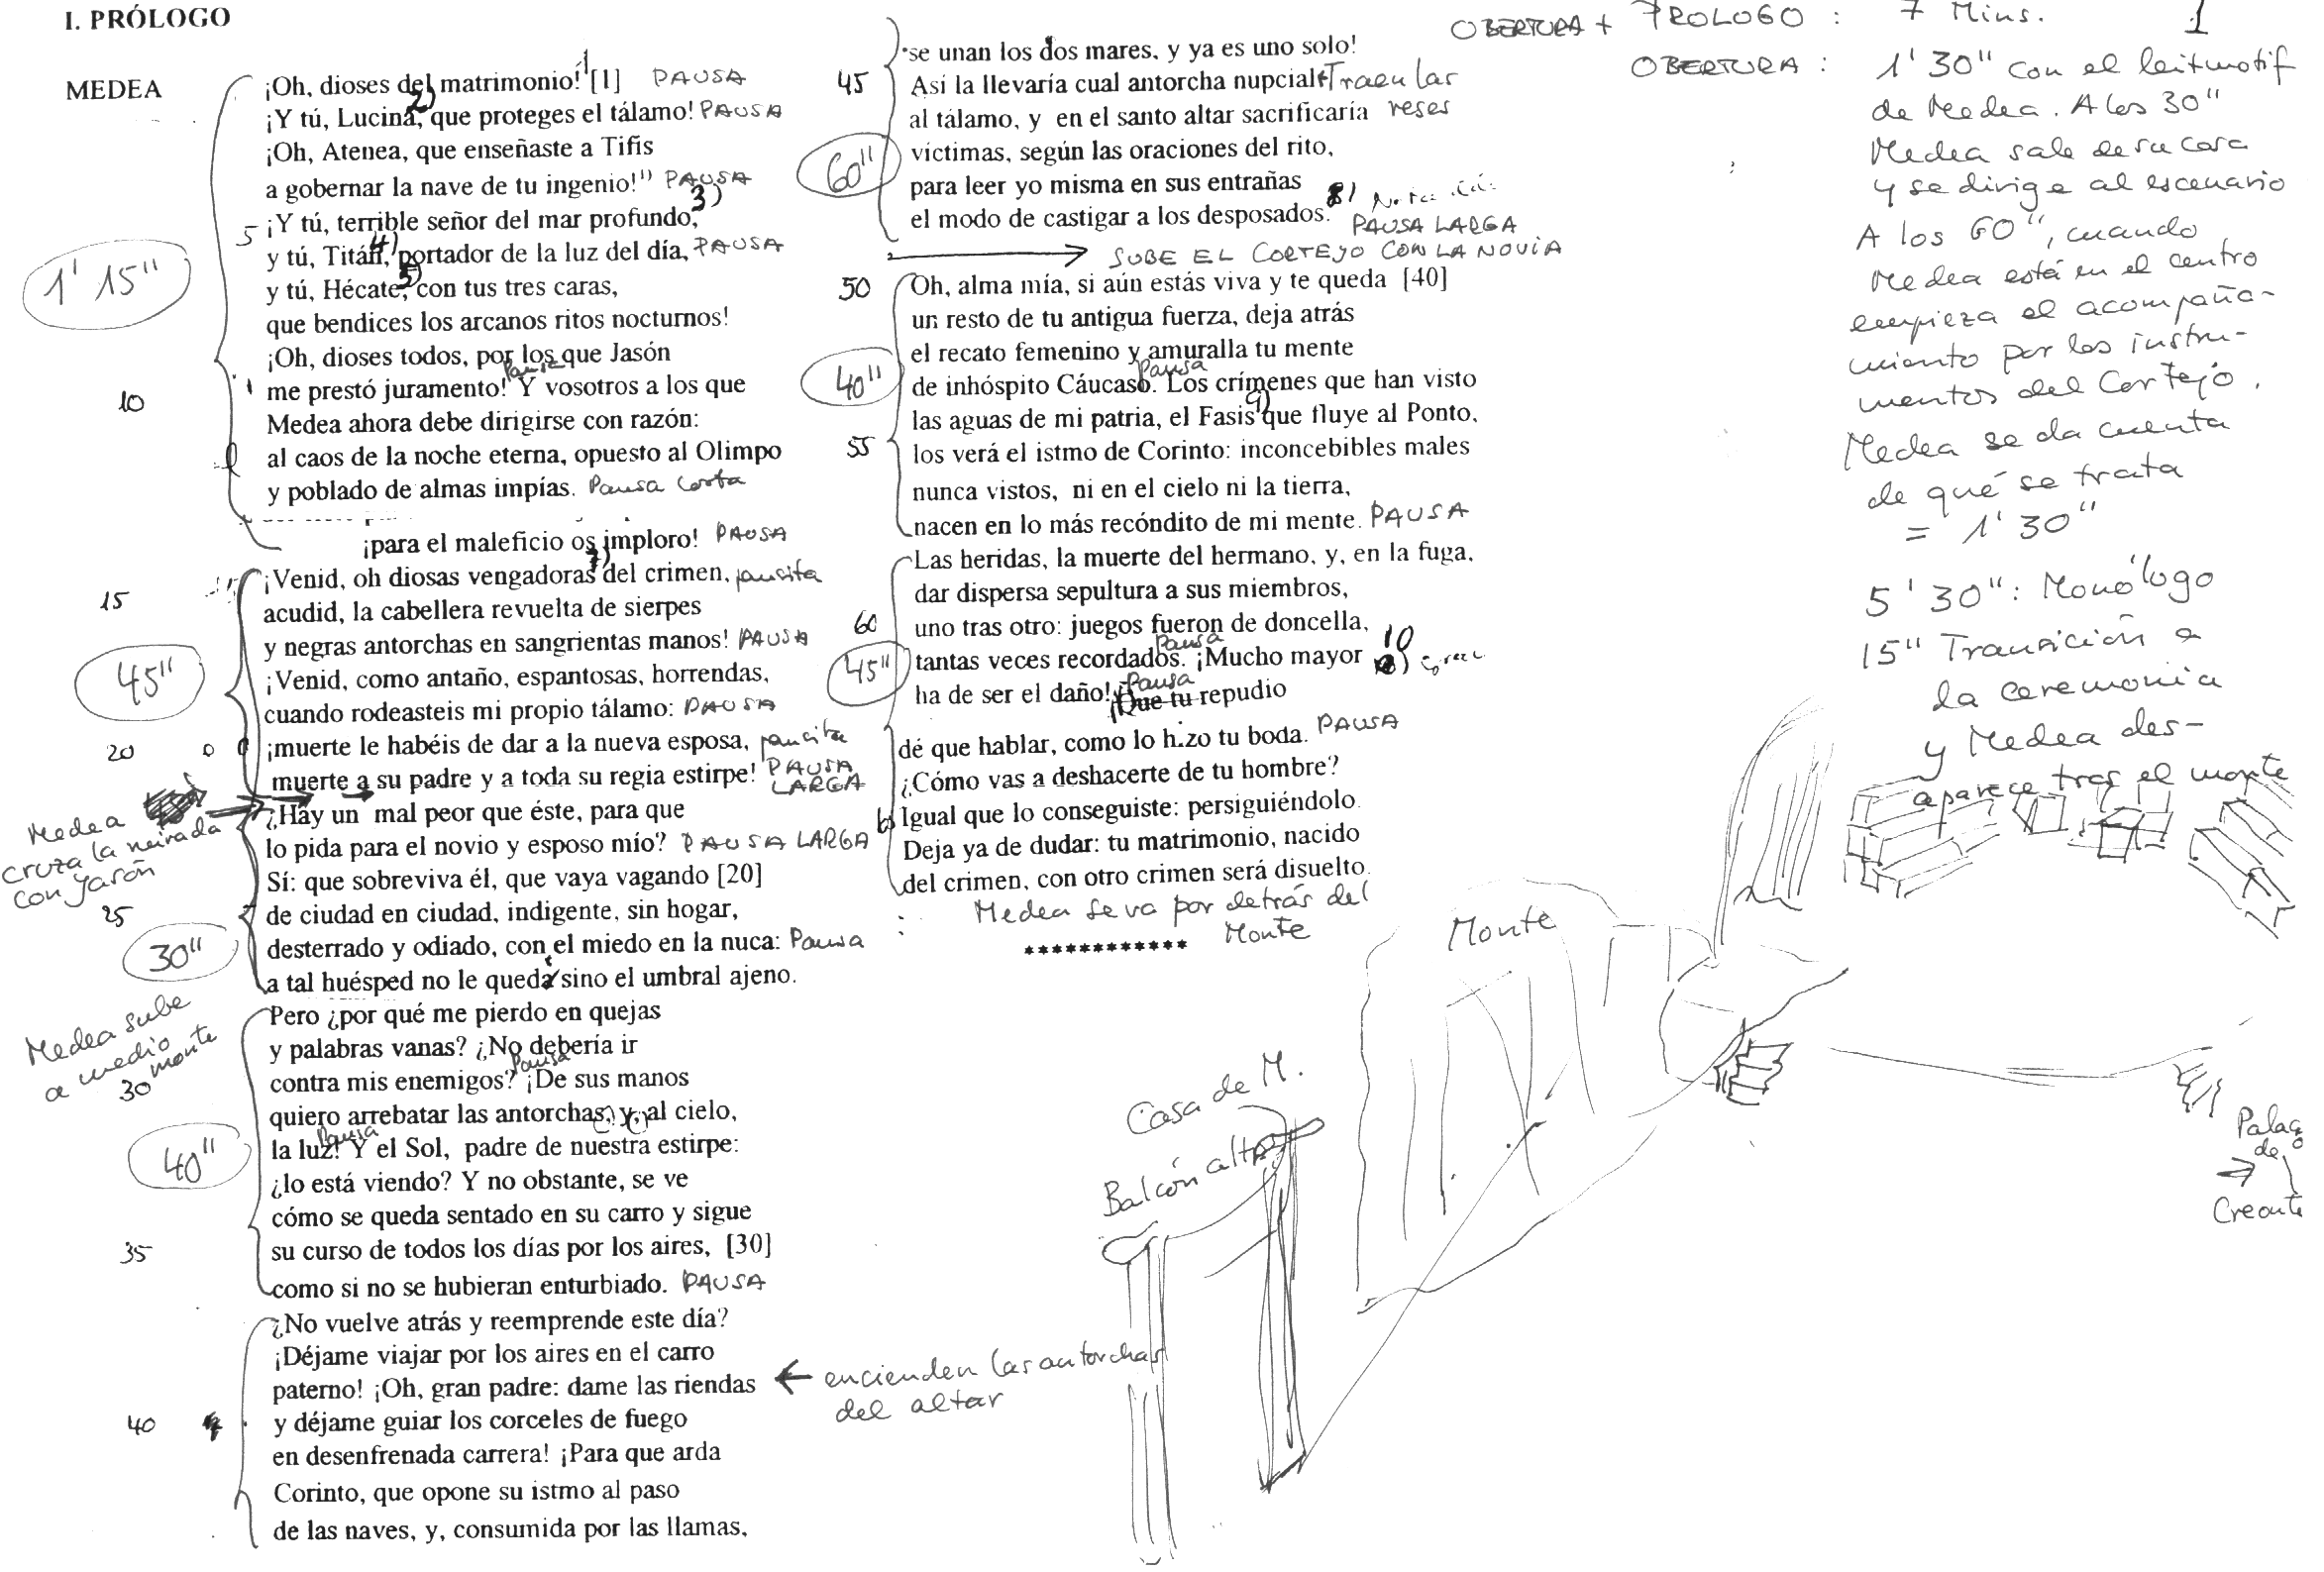 I. PRÓLOGO
MEDEA
¡Oh, dioses del matrimonio! 1 [1] PAUSA
¡Y tú, Lucina, 2) que proteges el tálamo! PAUSA
¡Oh, Atenea, que enseñaste a Tifis
a gobernar la nave de tu ingenio!" PAUSA
5 ¡Y tú, terrible señor del mar profundo, 3)
y tú, Titán, 4) portador de la luz del día, PAUSA
1' 15"
y tú, Hécate, 5) con tus tres caras,
que bendices los arcanos ritos nocturnos!
¡Oh, dioses todos, por los que Jasón
me prestó juramento! Pausa Y vosotros a los que
10
Medea ahora debe dirigirse con razón:
al caos de la noche eterna, opuesto al Olimpo
y poblado de almas impías. Pausa Corta
¡para el maleficio os imploro! PAUSA
¡Venid, oh diosas vengadoras 7) del crimen, pausita
15
acudid, la cabellera revuelta de sierpes
y negras antorchas en sangrientas manos! PAUSA
45"
¡Venid, como antaño, espantosas, horrendas,
cuando rodeasteis mi propio tálamo: PAUSA
20 ¡muerte le habéis de dar a la nueva esposa, pausita
muerte a su padre y a toda su regia estirpe! PAUSA LARGA
Medea cruza la mirada con Jasón
¿Hay un mal peor que éste, para que
lo pida para el novio y esposo mío? PAUSA LARGA
Sí: que sobreviva él, que vaya vagando [20]
25 de ciudad en ciudad, indigente, sin hogar,
30"
desterrado y odiado, con el miedo en la nuca: Pausa
a tal huésped no le queda sino el umbral ajeno.
Medea sube
a medio
monte
Pero ¿por qué me pierdo en quejas
y palabras vanas? ¿No debería ir
30 contra mis enemigos? Pausa ¡De sus manos
quiero arrebatar las antorchas, y, al cielo,
40"
la luz! Pausa Y el Sol, padre de nuestra estirpe:
¿lo está viendo? Y no obstante, se ve
cómo se queda sentado en su carro y sigue
35 su curso de todos los días por los aires, [30]
como si no se hubieran enturbiado. PAUSA
¿No vuelve atrás y reemprende este día?
¡Déjame viajar por los aires en el carro
paterno! ¡Oh, gran padre: dame las riendas ← encienden las antorchas
del altar
40 y déjame guiar los corceles de fuego
en desenfrenada carrera! ¡Para que arda
Corinto, que opone su istmo al paso
de las naves, y, consumida por las llamas,
se unan los dos mares, y ya es uno solo!
45 Así la llevaría cual antorcha nupcial Traen las
al tálamo, y en el santo altar sacrificaría reses
60"
víctimas, según las oraciones del rito,
para leer yo misma en sus entrañas
el modo de castigar a los desposados. 8)
PAUSA LARGA
→ SUBE EL CORTEJO CON LA NOVIA
50 Oh, alma mía, si aún estás viva y te queda [40]
un resto de tu antigua fuerza, deja atrás
el recato femenino y amuralla tu mente
40"
de inhóspito Cáucaso. Pausa Los crímenes que han visto
las aguas de mi patria, el Fasis 9) que fluye al Ponto,
55 los verá el istmo de Corinto: inconcebibles males
nunca vistos, ni en el cielo ni la tierra,
nacen en lo más recóndito de mi mente. PAUSA
Las heridas, la muerte del hermano, y, en la fuga,
dar dispersa sepultura a sus miembros,
60 uno tras otro: juegos fueron de doncella,
45"
tantas veces recordados. Pausa ¡Mucho mayor 10)
ha de ser el daño! Pausa ¡Que tu repudio
dé que hablar, como lo hizo tu boda. PAUSA
¿Cómo vas a deshacerte de tu hombre?
65 Igual que lo conseguiste: persiguiéndolo.
Deja ya de dudar: tu matrimonio, nacido
del crimen, con otro crimen será disuelto.
Medea se va por detrás del
Monte
************
OBERTURA + PROLOGO : 7 Mins. 1
OBERTURA : 1' 30" con el leitmotif
de Medea. A los 30"
Medea sale de su casa
y se dirige al escenario
A los 60", cuando
Medea está en el centro
empieza el acompaña-
miento por los instru-
mentos del Cortejo.
Medea se da cuenta
de qué se trata
= 1' 30"
5' 30": Monólogo
15" Transición a
la ceremonia
y Medea des-
aparece tras el monte
Monte
Casa de M.
Balcón alto
Palacio
de
→
Creonte